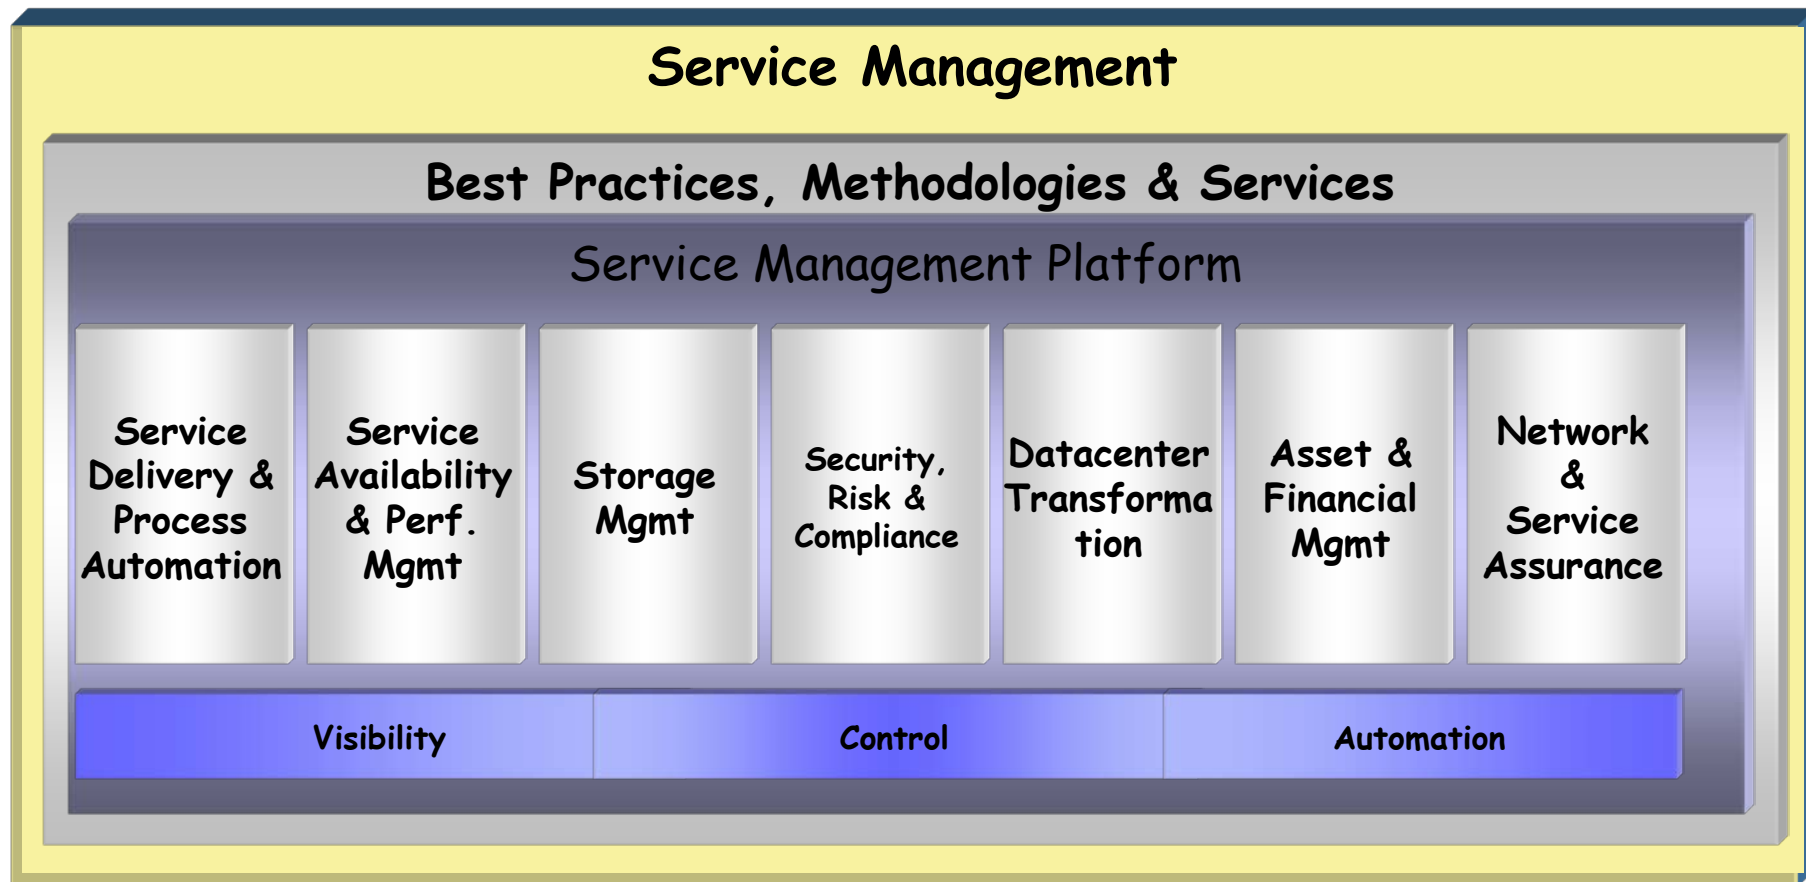 Service Management
Best Practices, Methodologies & Services
Service Management Platform
Service
Delivery &
Process
Automation
Service
Availability
& Perf.
Mgmt
Storage
Mgmt
Security,
Risk &
Compliance
Datacenter
Transforma
tion
Asset &
Financial
Mgmt
Network
&
Service
Assurance
Visibility
Control
Automation